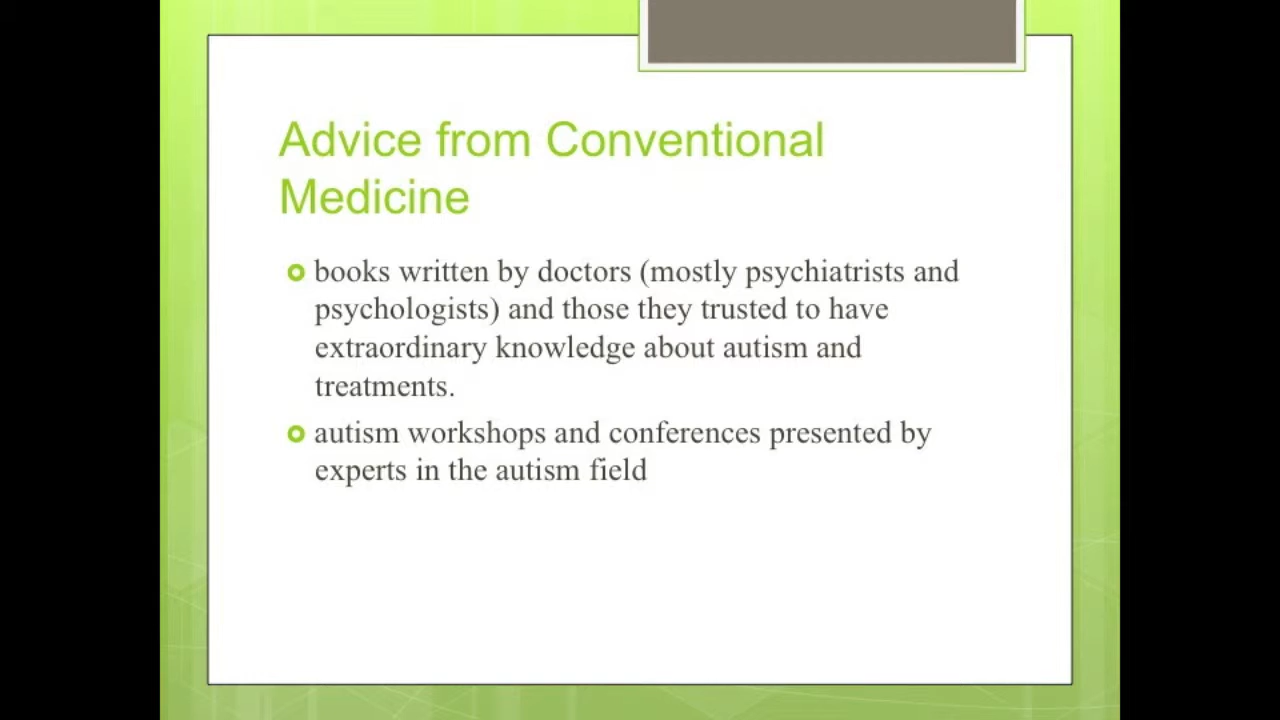 Advice from Conventional
Medicine
books written by doctors (mostly psychiatrists and
psychologists) and those they trusted to have
extraordinary knowledge about autism and
treatments.
autism workshops and conferences presented by
experts in the autism field